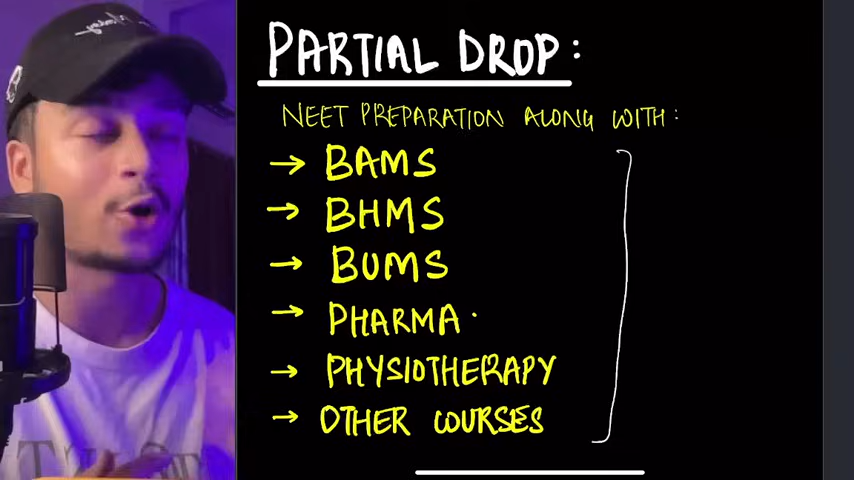 PARTIAL DROP:
NEET PREPARATION ALONG WITH:
→ BAMS
→ BHMS
→ BUMS
→ PHARMA.
→ PHYSIOTHERAPY
→ OTHER COURSES